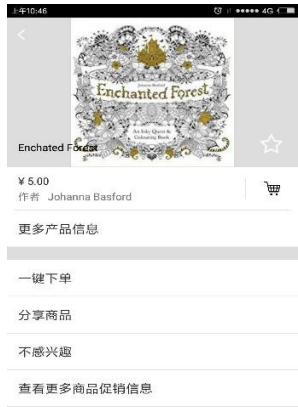 上午10:46
4G
Johanna Basford
Enchanted Forest
An Inky Quest &
Colouring Book
Enchated Forest
¥ 5.00
作者 Johanna Basford
更多产品信息
一键下单
分享商品
不感兴趣
查看更多商品促销信息